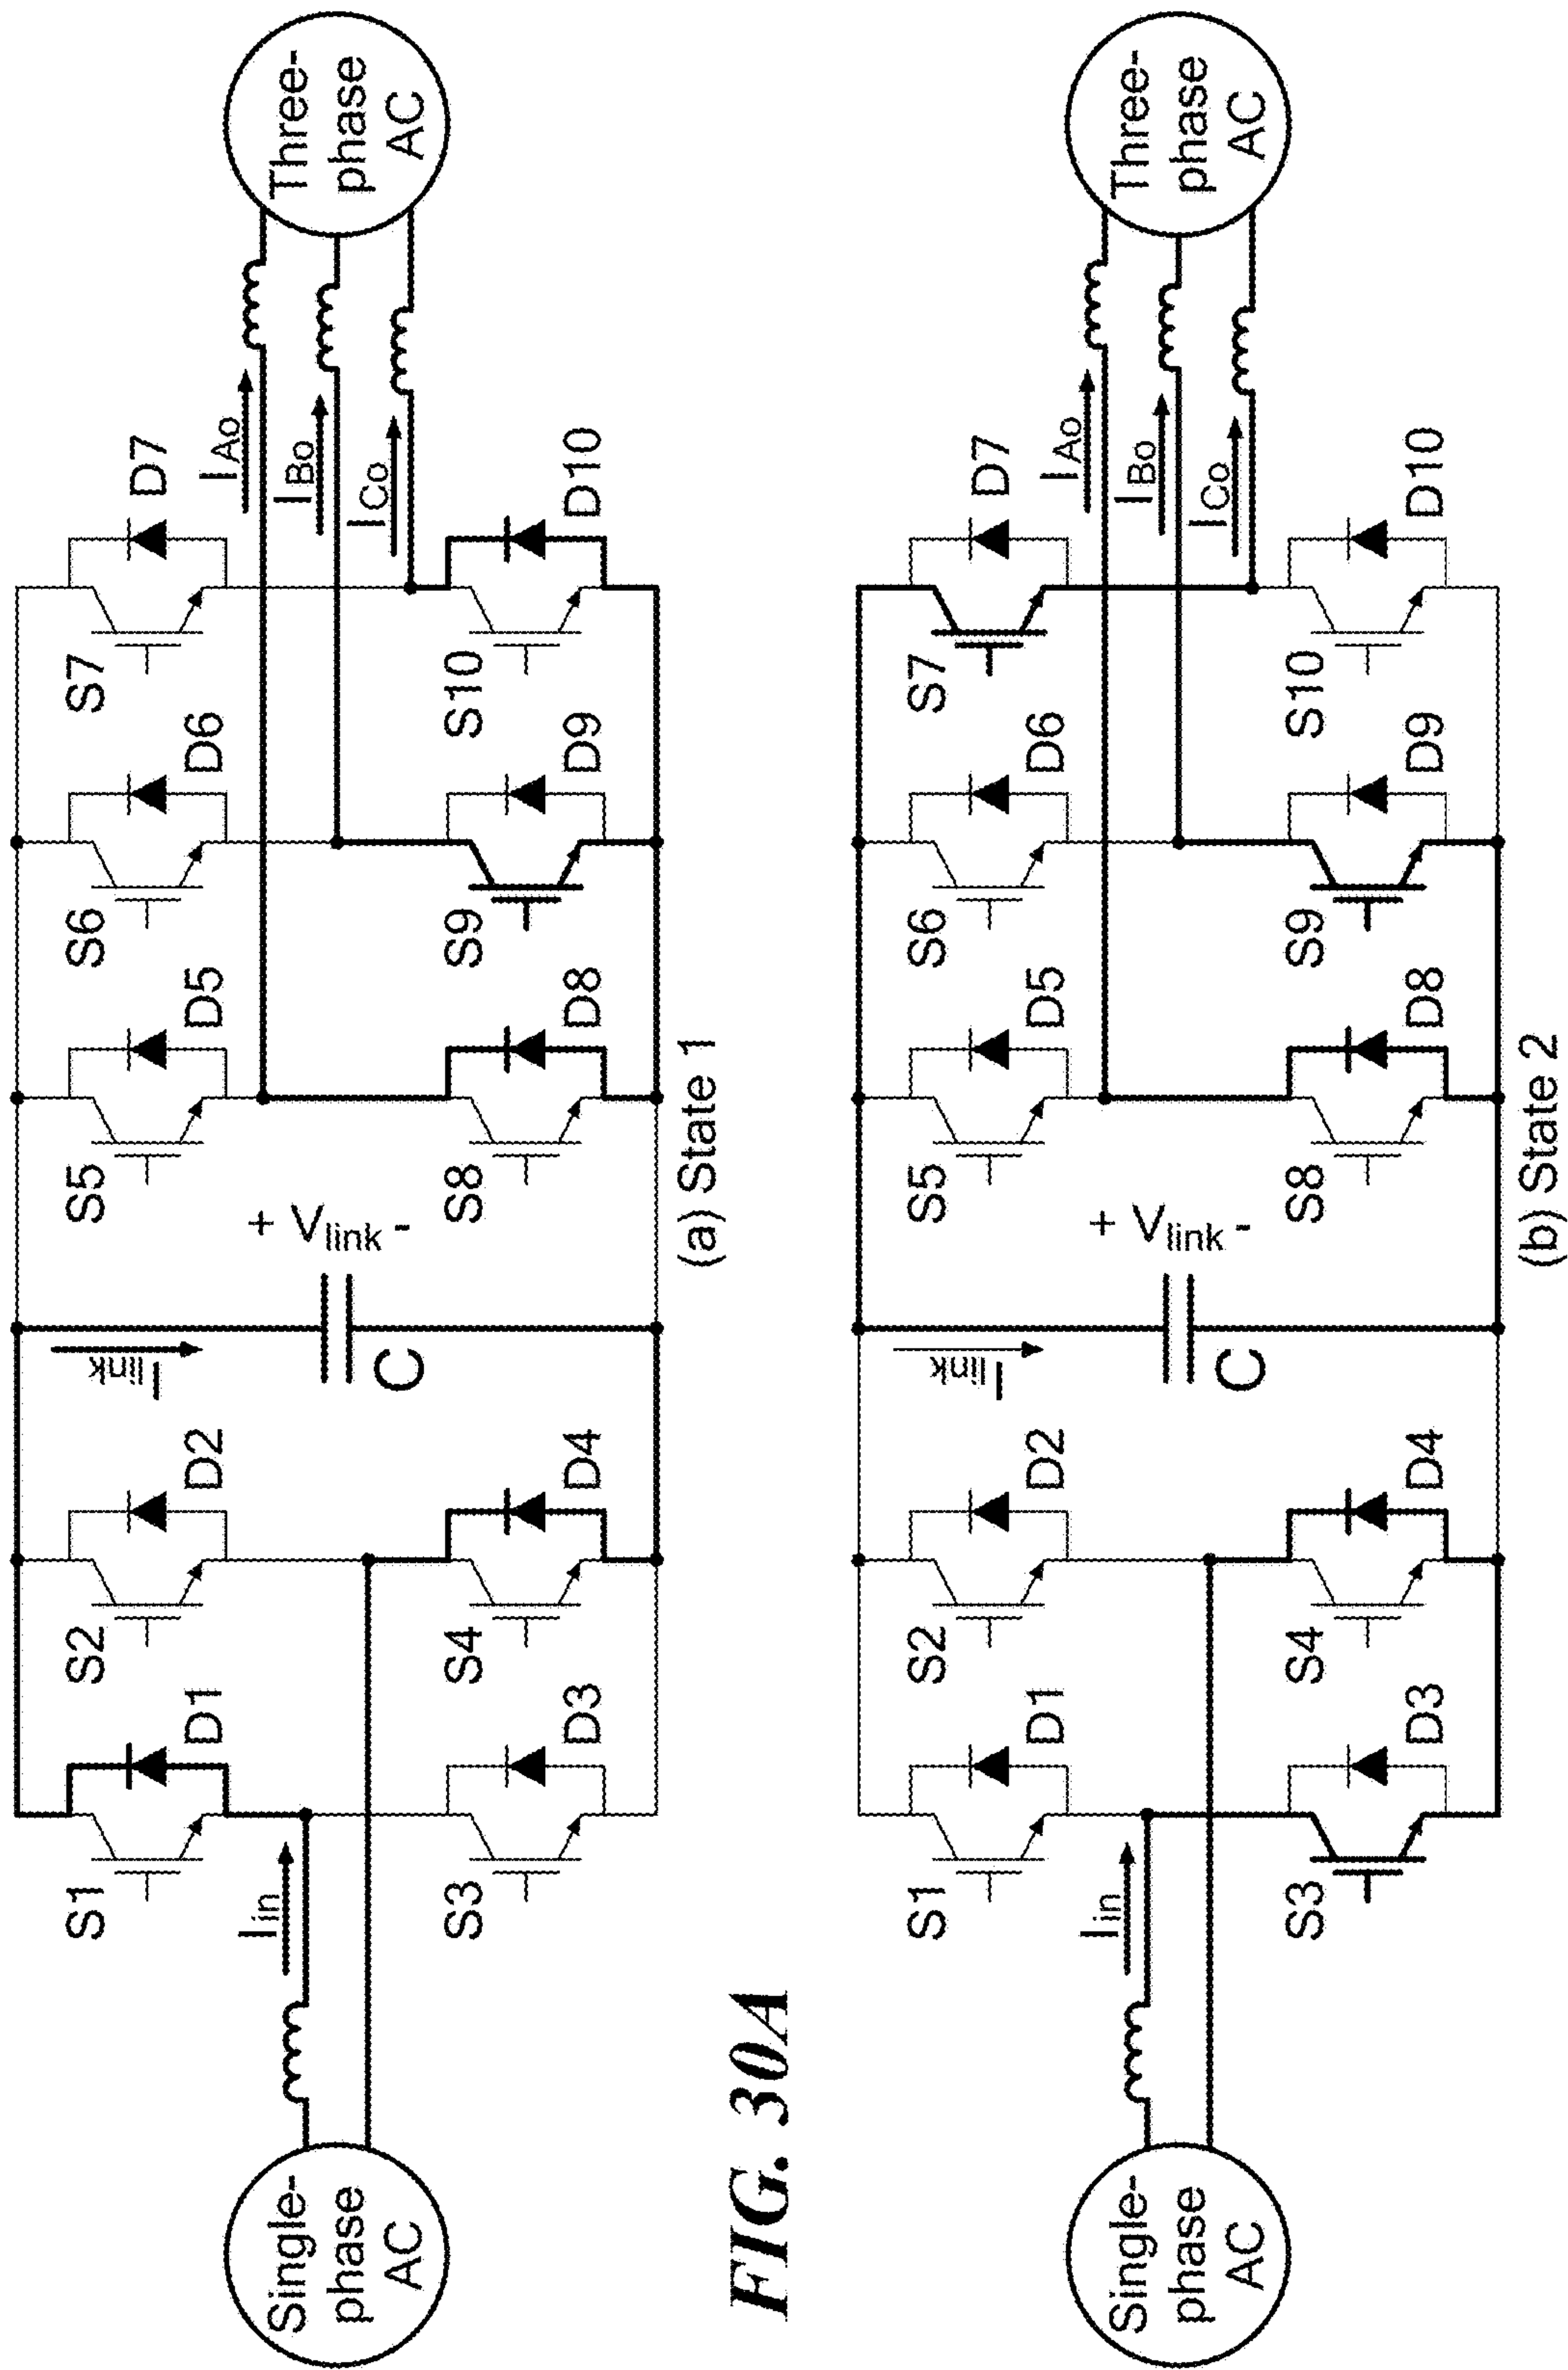 Single-
phase
AC
I_in
S1
D1
S2
D2
S3
D3
S4
D4
I_link
C
+ V_link -
S5
D5
S6
D6
S7
D7
S8
D8
S9
D9
S10
D10
I_Ao
I_Bo
I_Co
Three-
phase
AC
(a) State 1
FIG. 30A
Single-
phase
AC
I_in
S1
D1
S2
D2
S3
D3
S4
D4
I_link
C
+ V_link -
S5
D5
S6
D6
S7
D7
S8
D8
S9
D9
S10
D10
I_Ao
I_Bo
I_Co
Three-
phase
AC
(b) State 2